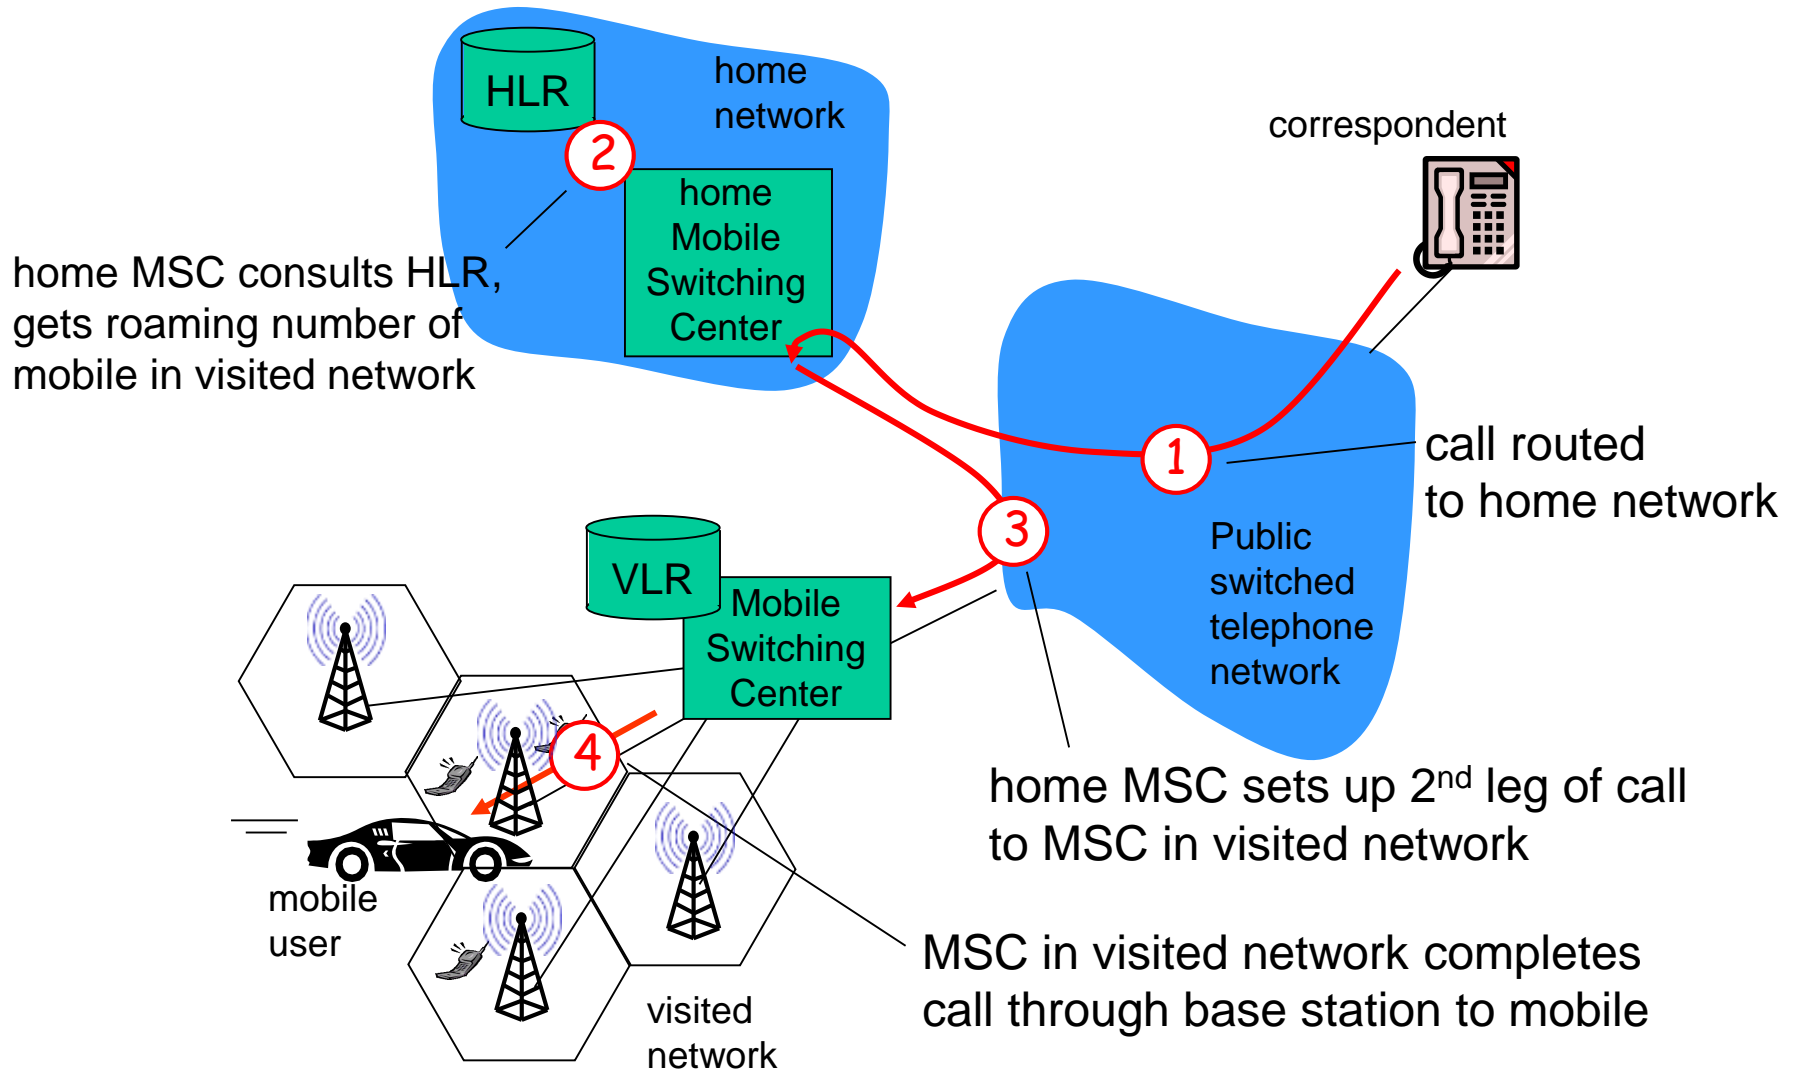 HLR
home
network
2
home
Mobile
Switching
Center
correspondent
home MSC consults HLR,
gets roaming number of
mobile in visited network
1
call routed
to home network
3
Public
switched
telephone
network
VLR
Mobile
Switching
Center
4
home MSC sets up 2nd leg of call
to MSC in visited network
mobile
user
MSC in visited network completes
call through base station to mobile
visited
network